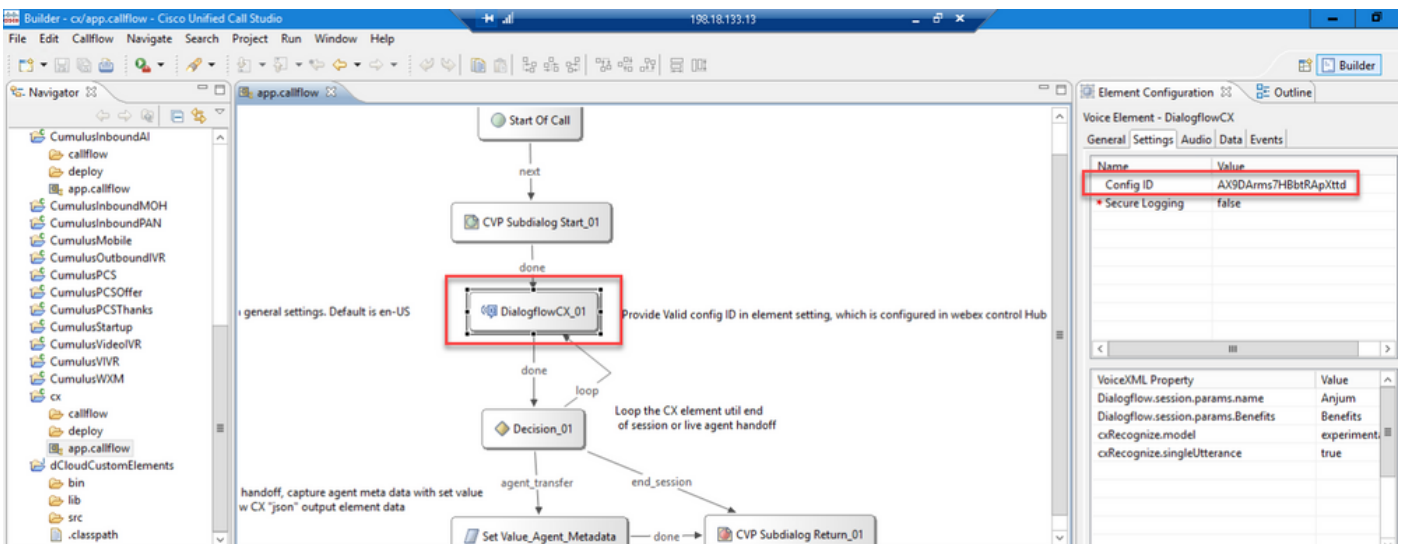 Builder - cx/app.callflow - Cisco Unified Call Studio
198.18.133.13
File Edit Callflow Navigate Search Project Run Window Help
Builder
Navigator
CumulusInboundAI
callflow
deploy
app.callflow
CumulusInboundMOH
CumulusInboundPAN
CumulusMobile
CumulusOutboundIVR
CumulusPCS
CumulusPCSOffer
CumulusPCSThanks
CumulusStartup
CumulusVideoIVR
CumulusVIVR
CumulusWXM
cx
callflow
deploy
app.callflow
dCloudCustomElements
bin
lib
src
.classpath
app.callflow
Start Of Call
next
CVP Subdialog Start_01
done
general settings. Default is en-US
DialogflowCX_01
Provide Valid config ID in element setting, which is configured in webex control Hub
done
loop
Decision_01
Loop the CX element util end
of session or live agent handoff
agent_transfer
end_session
handoff, capture agent meta data with set value
w CX "json" output element data
Set Value_Agent_Metadata
done
CVP Subdialog Return_01
Element Configuration
Outline
Voice Element - DialogflowCX
General Settings Audio Data Events
Name Value
Config ID AX9DArms7HBbtRApXttd
* Secure Logging false
VoiceXML Property Value
Dialogflow.session.params.name Anjum
Dialogflow.session.params.Benefits Benefits
cxRecognize.model experiment
cxRecognize.singleUtterance true